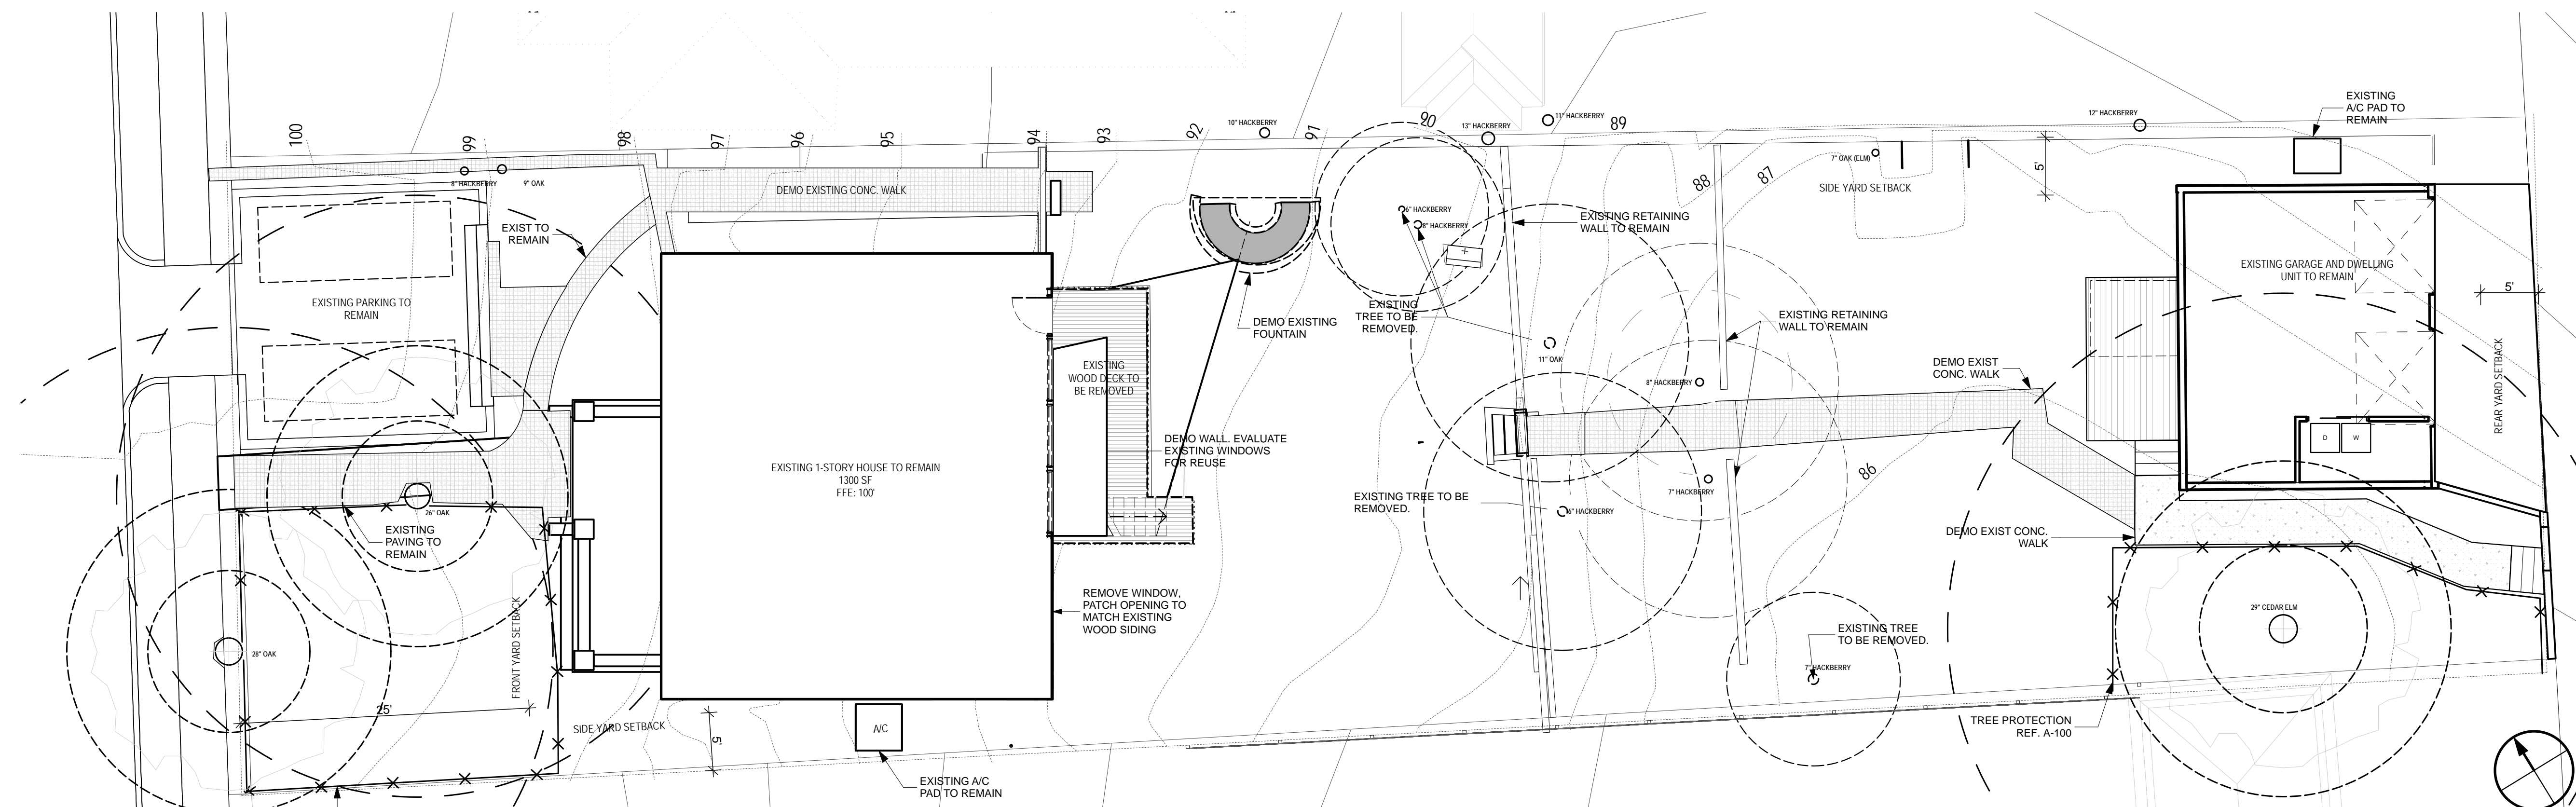 EXISTING
A/C PAD TO
REMAIN
10" HACKBERRY
11" HACKBERRY
13" HACKBERRY
12" HACKBERRY
100
99
98
97
96
95
94
93
92
91
90
89
88
87
86
8" HACKBERRY
9" OAK
DEMO EXISTING CONC. WALK
7" OAK (ELM)
SIDE YARD SETBACK
5'
EXIST TO
REMAIN
6" HACKBERRY
8" HACKBERRY
EXISTING RETAINING
WALL TO REMAIN
EXISTING GARAGE AND DWELLING
UNIT TO REMAIN
5'
EXISTING PARKING TO
REMAIN
DEMO EXISTING
FOUNTAIN
EXISTING
TREE TO BE
REMOVED.
EXISTING RETAINING
WALL TO REMAIN
11" OAK
8" HACKBERRY
DEMO EXIST
CONC. WALK
REAR YARD SETBACK
EXISTING
WOOD DECK TO
BE REMOVED
DEMO WALL. EVALUATE
EXISTING WINDOWS
FOR REUSE
D
W
EXISTING 1-STORY HOUSE TO REMAIN
1300 SF
FFE: 100'
7" HACKBERRY
EXISTING TREE TO BE
REMOVED.
6" HACKBERRY
26" OAK
EXISTING
PAVING TO
REMAIN
DEMO EXIST CONC.
WALK
REMOVE WINDOW,
PATCH OPENING TO
MATCH EXISTING
WOOD SIDING
29" CEDAR ELM
EXISTING TREE
TO BE REMOVED.
7" HACKBERRY
28" OAK
FRONT YARD SETBACK
25'
SIDE YARD SETBACK
5'
A/C
TREE PROTECTION
REF. A-100
EXISTING A/C
PAD TO REMAIN